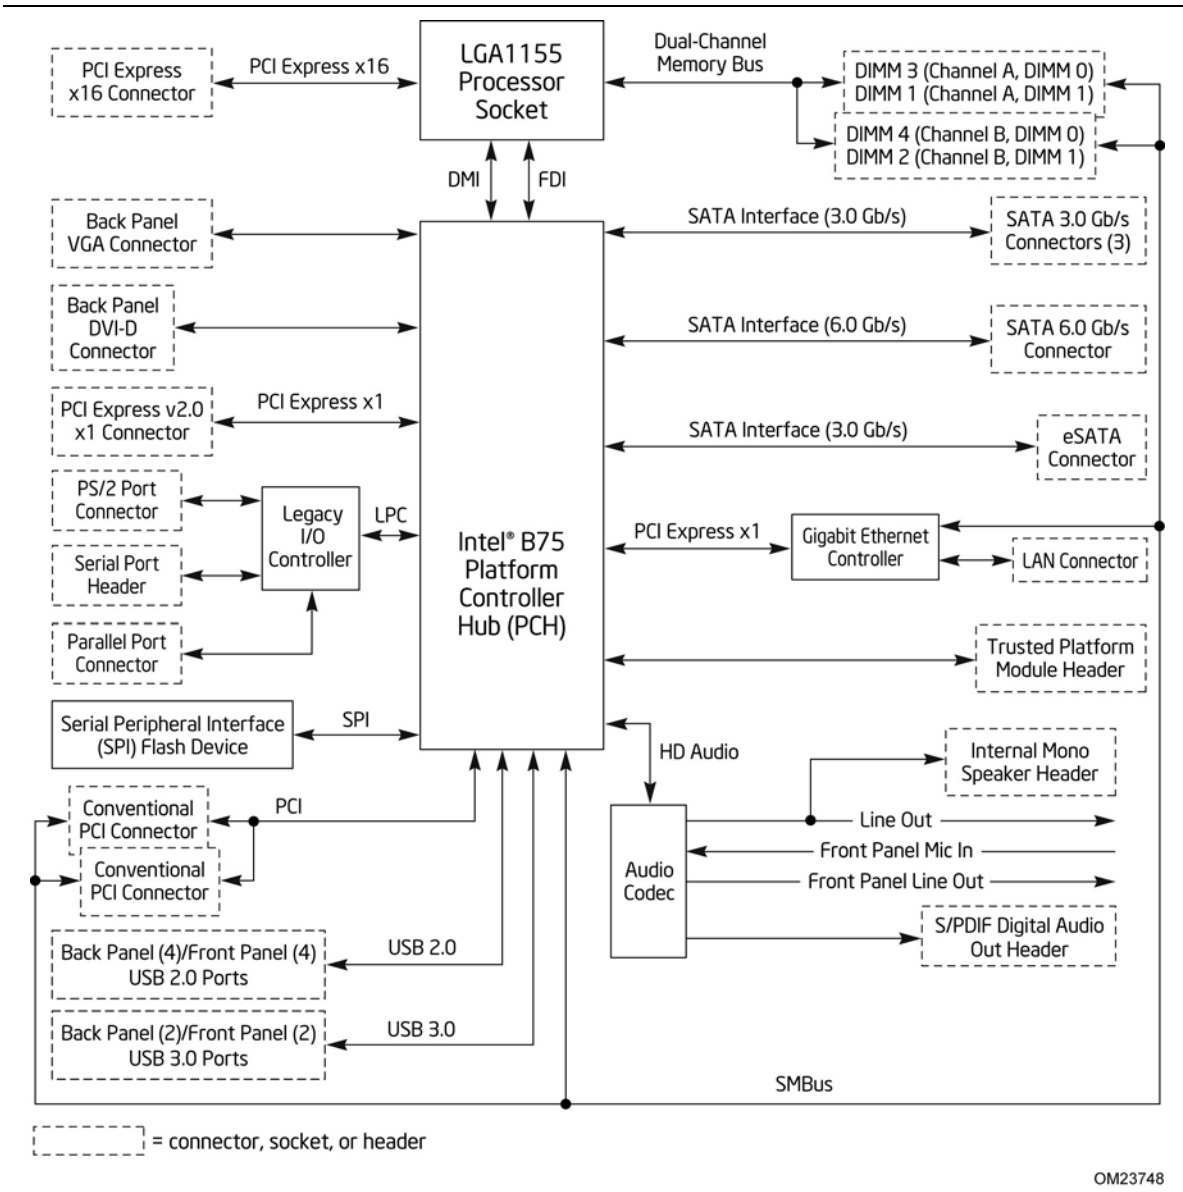 PCI Express
x16 Connector
PCI Express x16
LGA1155
Processor
Socket
Dual-Channel
Memory Bus
DIMM 3 (Channel A, DIMM 0)
DIMM 1 (Channel A, DIMM 1)
DIMM 4 (Channel B, DIMM 0)
DIMM 2 (Channel B, DIMM 1)
DMI
FDI
Back Panel
VGA Connector
SATA Interface (3.0 Gb/s)
SATA 3.0 Gb/s
Connectors (3)
Back Panel
DVI-D
Connector
SATA Interface (6.0 Gb/s)
SATA 6.0 Gb/s
Connector
PCI Express v2.0
x1 Connector
PCI Express x1
SATA Interface (3.0 Gb/s)
eSATA
Connector
PS/2 Port
Connector
Serial Port
Header
Parallel Port
Connector
Legacy
I/O
Controller
LPC
Intel® B75
Platform
Controller
Hub (PCH)
PCI Express x1
Gigabit Ethernet
Controller
LAN Connector
Trusted Platform
Module Header
Serial Peripheral Interface
(SPI) Flash Device
SPI
HD Audio
Internal Mono
Speaker Header
Conventional
PCI Connector
PCI
Conventional
PCI Connector
Audio
Codec
Line Out
Front Panel Mic In
Front Panel Line Out
S/PDIF Digital Audio
Out Header
Back Panel (4)/Front Panel (4)
USB 2.0 Ports
USB 2.0
Back Panel (2)/Front Panel (2)
USB 3.0 Ports
USB 3.0
SMBus
= connector, socket, or header
OM23748